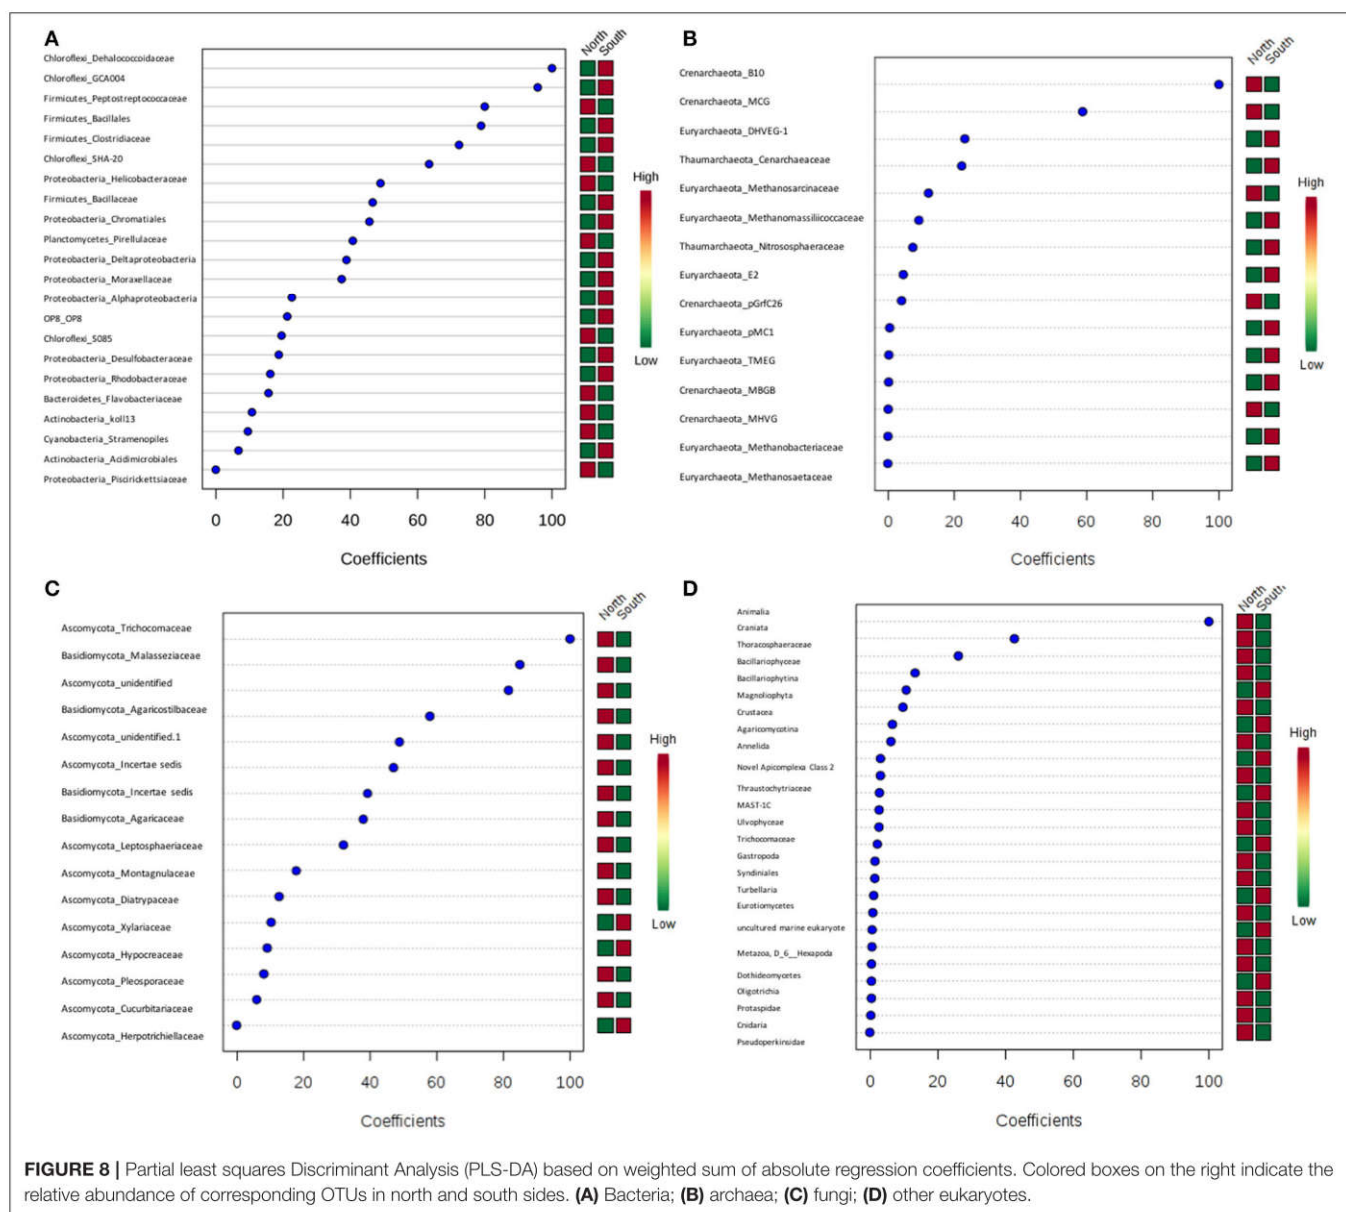 A
North South
Chloroflexi_Dehalococcoidaceae
Chloroflexi_GCA004
Firmicutes_Peptostreptococcaceae
Firmicutes_Bacillales
Firmicutes_Clostridiaceae
Chloroflexi_SHA-20
Proteobacteria_Helicobacteraceae
Firmicutes_Bacillaceae
Proteobacteria_Chromatiales
Planctomycetes_Pirellulaceae
Proteobacteria_Deltaproteobacteria
Proteobacteria_Moraxellaceae
Proteobacteria_Alphaproteobacteria
OP8_OP8
Chloroflexi_S085
Proteobacteria_Desulfobacteraceae
Proteobacteria_Rhodobacteraceae
Bacteroidetes_Flavobacteriaceae
Actinobacteria_koll13
Cyanobacteria_Stramenopiles
Actinobacteria_Acidimicrobiales
Proteobacteria_Piscirickettsiaceae
High
Low
0 20 40 60 80 100
Coefficients
B
North South
Crenarchaeota_B10
Crenarchaeota_MCG
Euryarchaeota_DHVEG-1
Thaumarchaeota_Cenarchaeaceae
Euryarchaeota_Methanosarcinaceae
Euryarchaeota_Methanomassiliicoccaceae
Thaumarchaeota_Nitrososphaeraceae
Euryarchaeota_E2
Crenarchaeota_pGrfC26
Euryarchaeota_pMC1
Euryarchaeota_TMEG
Crenarchaeota_MBGB
Crenarchaeota_MHVG
Euryarchaeota_Methanobacteriaceae
Euryarchaeota_Methanosaetaceae
High
Low
0 20 40 60 80 100
Coefficients
C
North South
Ascomycota_Trichocomaceae
Basidiomycota_Malasseziaceae
Ascomycota_unidentified
Basidiomycota_Agaricostilbaceae
Ascomycota_unidentified.1
Ascomycota_Incertae sedis
Basidiomycota_Incertae sedis
Basidiomycota_Agaricaceae
Ascomycota_Leptosphaeriaceae
Ascomycota_Montagnulaceae
Ascomycota_Diatrypaceae
Ascomycota_Xylariaceae
Ascomycota_Hypocreaceae
Ascomycota_Pleosporaceae
Ascomycota_Cucurbitariaceae
Ascomycota_Herpotrichiellaceae
High
Low
0 20 40 60 80 100
Coefficients
D
North South
Animalia
Craniata
Thoracosphaeraceae
Bacillariophyceae
Bacillariophytina
Magnoliophyta
Crustacea
Agaricomycotina
Annelida
Novel Apicomplexa Class 2
Thraustochytriaceae
MAST-1C
Ulvophyceae
Trichocomaceae
Gastropoda
Syndiniales
Turbellaria
Eurotiomycetes
uncultured marine eukaryote
Metazoa, D_6__Hexapoda
Dothideomycetes
Oligotrichia
Protaspidae
Cnidaria
Pseudoperkinsidae
High
Low
0 20 40 60 80 100
Coefficients
FIGURE 8 | Partial least squares Discriminant Analysis (PLS-DA) based on weighted sum of absolute regression coefficients. Colored boxes on the right indicate the
relative abundance of corresponding OTUs in north and south sides. (A) Bacteria; (B) archaea; (C) fungi; (D) other eukaryotes.